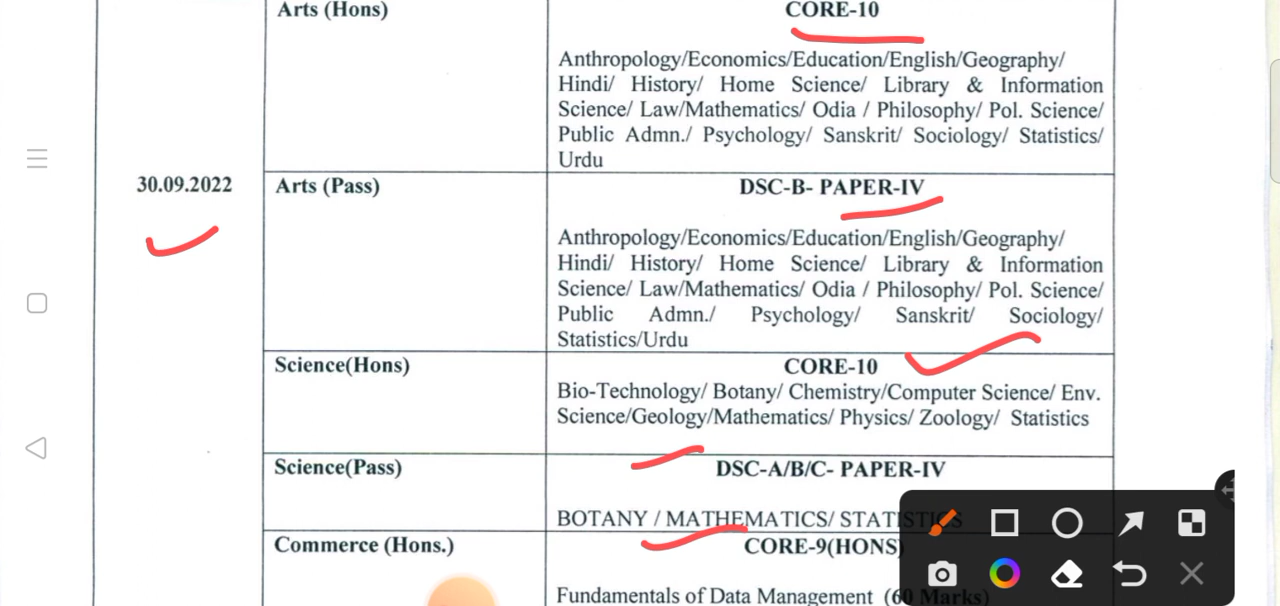 Arts (Hons)
CORE-10
Anthropology/Economics/Education/English/Geography/
Hindi/ History/ Home Science/ Library & Information
Science/ Law/Mathematics/ Odia / Philosophy/ Pol. Science/
Public Admn./ Psychology/ Sanskrit/ Sociology/ Statistics/
Urdu
30.09.2022
Arts (Pass)
DSC-B- PAPER-IV
Anthropology/Economics/Education/English/Geography/
Hindi/ History/ Home Science/ Library & Information
Science/ Law/Mathematics/ Odia / Philosophy/ Pol. Science/
Public Admn./ Psychology/ Sanskrit/ Sociology/
Statistics/Urdu
Science(Hons)
CORE-10
Bio-Technology/ Botany/ Chemistry/Computer Science/ Env.
Science/Geology/Mathematics/ Physics/ Zoology/ Statistics
Science(Pass)
DSC-A/B/C- PAPER-IV
BOTANY / MATHEMATICS/ STATISTICS
Commerce (Hons.)
CORE-9(HONS)
Fundamentals of Data Management (60 Marks)